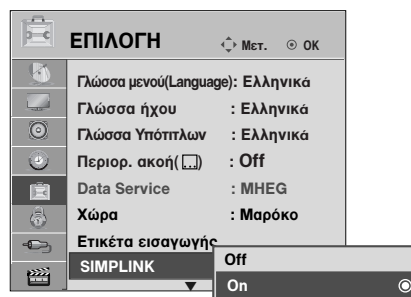 ΕΠΙΛΟΓΗ Μετ. OK
Γλώσσα μενού(Language): Ελληνικά
Γλώσσα ήχου : Ελληνικά
Γλώσσα Υπότιτλων : Ελληνικά
Περιορ. ακοή( ) : Off
Data Service : MHEG
Χώρα : Μαρόκο
Ετικέτα εισαγωγής
SIMPLINK
Off
On